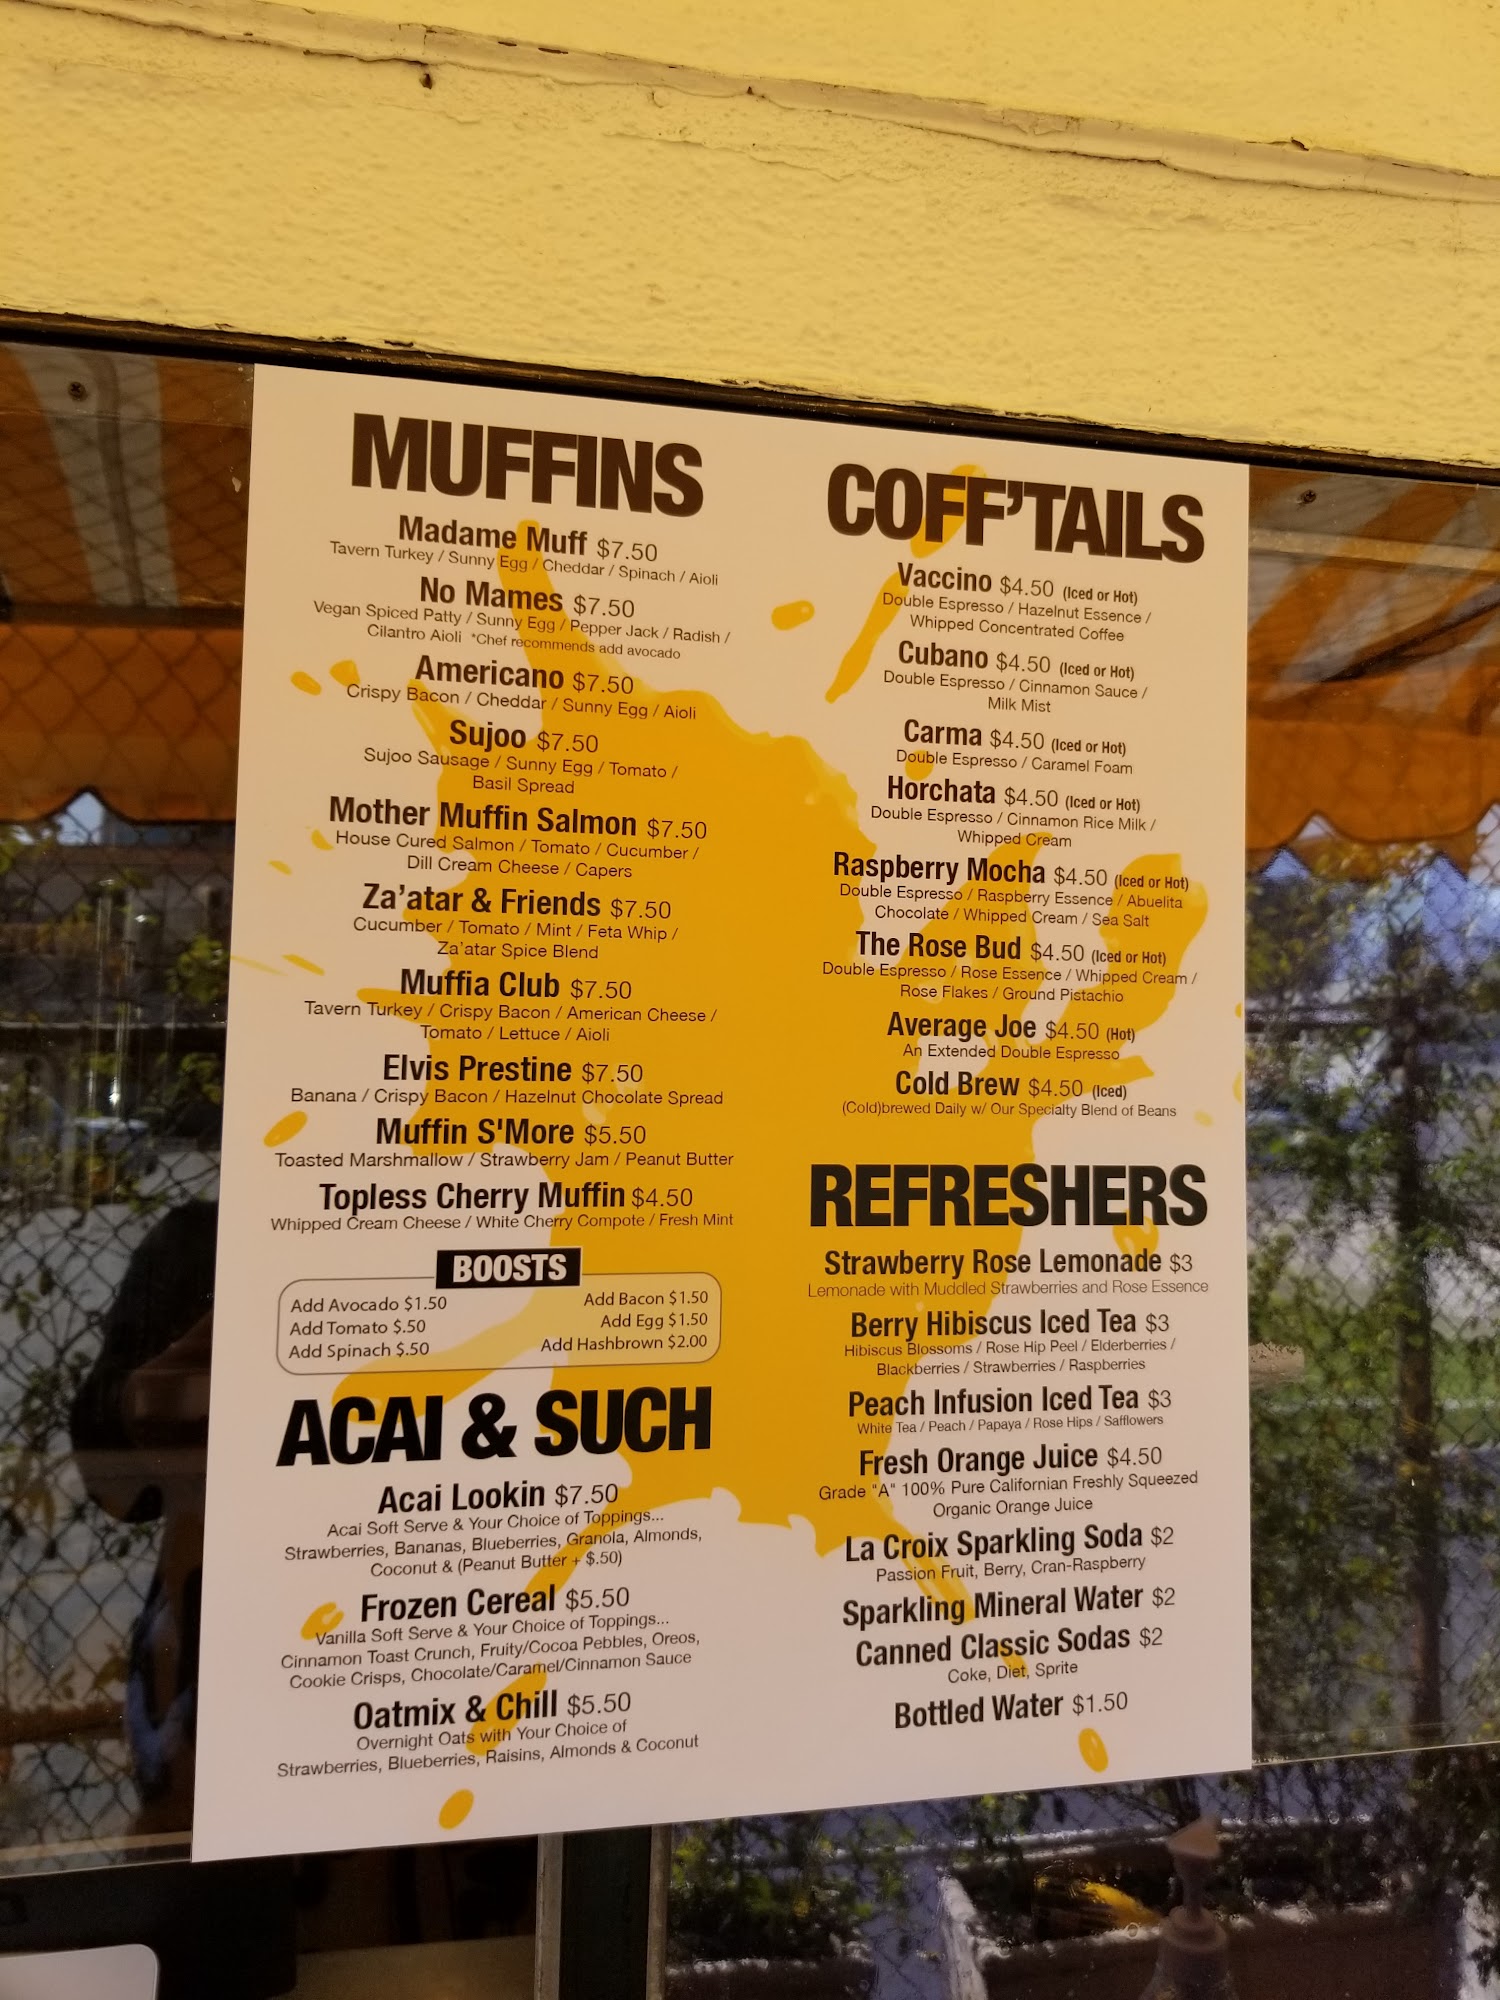 MUFFINS
Madame Muff $7.50
Tavern Turkey / Sunny Egg / Cheddar / Spinach / Aioli
No Mames $7.50
Vegan Spiced Patty / Sunny Egg / Pepper Jack / Radish /
Cilantro Aioli *Chef recommends add avocado
Americano $7.50
Crispy Bacon / Cheddar / Sunny Egg / Aioli
Sujoo $7.50
Sujoo Sausage / Sunny Egg / Tomato /
Basil Spread
Mother Muffin Salmon $7.50
House Cured Salmon / Tomato / Cucumber /
Dill Cream Cheese / Capers
Za'atar & Friends $7.50
Cucumber / Tomato / Mint / Feta Whip /
Za'atar Spice Blend
Muffia Club $7.50
Tavern Turkey / Crispy Bacon / American Cheese /
Tomato / Lettuce / Aioli
Elvis Prestine $7.50
Banana / Crispy Bacon / Hazelnut Chocolate Spread
Muffin S'More $5.50
Toasted Marshmallow / Strawberry Jam / Peanut Butter
Topless Cherry Muffin $4.50
Whipped Cream Cheese / White Cherry Compote / Fresh Mint
BOOSTS
Add Avocado $1.50
Add Tomato $.50
Add Spinach $.50
Add Bacon $1.50
Add Egg $1.50
Add Hashbrown $2.00
ACAI & SUCH
Acai Lookin $7.50
Acai Soft Serve & Your Choice of Toppings...
Strawberries, Bananas, Blueberries, Granola, Almonds,
Coconut & (Peanut Butter + $.50)
Frozen Cereal $5.50
Vanilla Soft Serve & Your Choice of Toppings...
Cinnamon Toast Crunch, Fruity/Cocoa Pebbles, Oreos,
Cookie Crisps, Chocolate/Caramel/Cinnamon Sauce
Oatmix & Chill $5.50
Overnight Oats with Your Choice of
Strawberries, Blueberries, Raisins, Almonds & Coconut
COFF'TAILS
Vaccino $4.50 (Iced or Hot)
Double Espresso / Hazelnut Essence /
Whipped Concentrated Coffee
Cubano $4.50 (Iced or Hot)
Double Espresso / Cinnamon Sauce /
Milk Mist
Carma $4.50 (Iced or Hot)
Double Espresso / Caramel Foam
Horchata $4.50 (Iced or Hot)
Double Espresso / Cinnamon Rice Milk /
Whipped Cream
Raspberry Mocha $4.50 (Iced or Hot)
Double Espresso / Raspberry Essence / Abuelita
Chocolate / Whipped Cream / Sea Salt
The Rose Bud $4.50 (Iced or Hot)
Double Espresso / Rose Essence / Whipped Cream /
Rose Flakes / Ground Pistachio
Average Joe $4.50 (Hot)
An Extended Double Espresso
Cold Brew $4.50 (Iced)
(Cold)brewed Daily w/ Our Specialty Blend of Beans
REFRESHERS
Strawberry Rose Lemonade $3
Lemonade with Muddled Strawberries and Rose Essence
Berry Hibiscus Iced Tea $3
Hibiscus Blossoms / Rose Hip Peel / Elderberries /
Blackberries / Strawberries / Raspberries
Peach Infusion Iced Tea $3
White Tea / Peach / Papaya / Rose Hips / Safflowers
Fresh Orange Juice $4.50
Grade "A" 100% Pure Californian Freshly Squeezed
Organic Orange Juice
La Croix Sparkling Soda $2
Passion Fruit, Berry, Cran-Raspberry
Sparkling Mineral Water $2
Canned Classic Sodas $2
Coke, Diet, Sprite
Bottled Water $1.50